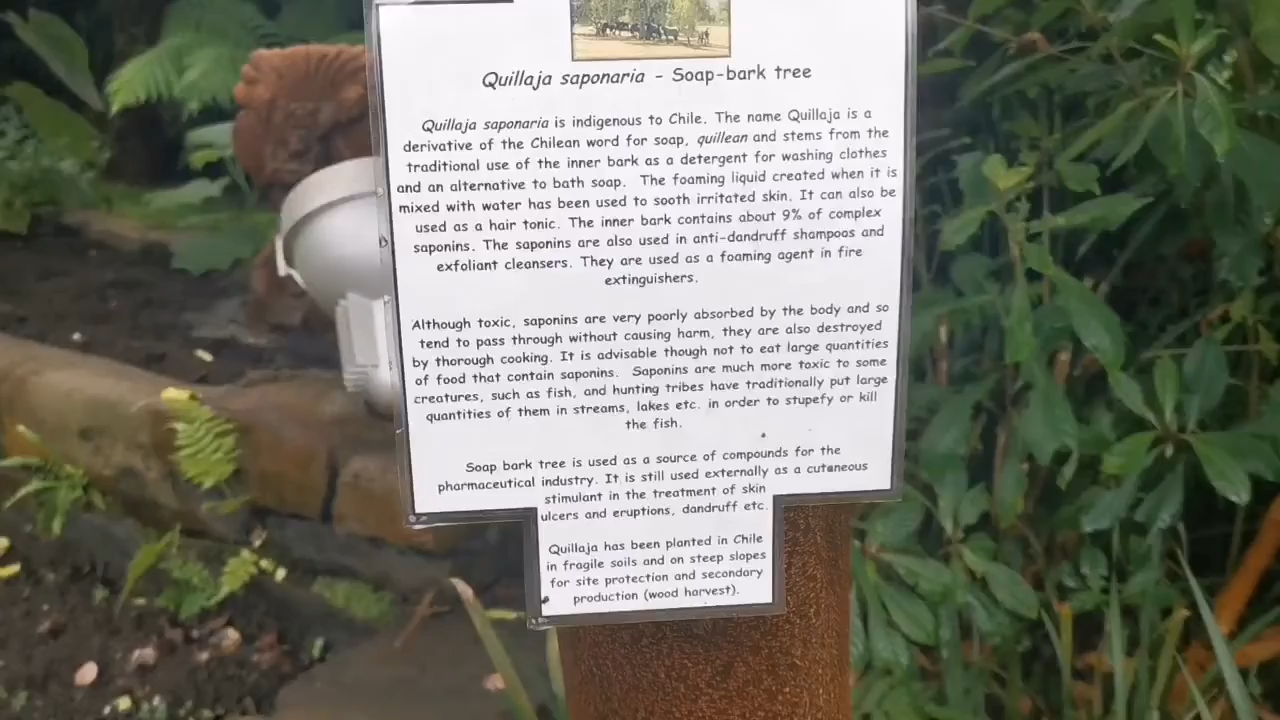 Quillaja saponaria - Soap-bark tree
Quillaja saponaria is indigenous to Chile. The name Quillaja is a
derivative of the Chilean word for soap, quillean and stems from the
traditional use of the inner bark as a detergent for washing clothes
and an alternative to bath soap. The foaming liquid created when it is
mixed with water has been used to sooth irritated skin. It can also be
used as a hair tonic. The inner bark contains about 9% of complex
saponins. The saponins are also used in anti-dandruff shampoos and
exfoliant cleansers. They are used as a foaming agent in fire
extinguishers.
Although toxic, saponins are very poorly absorbed by the body and so
tend to pass through without causing harm, they are also destroyed
by thorough cooking. It is advisable though not to eat large quantities
of food that contain saponins. Saponins are much more toxic to some
creatures, such as fish, and hunting tribes have traditionally put large
quantities of them in streams, lakes etc. in order to stupefy or kill
the fish.
Soap bark tree is used as a source of compounds for the
pharmaceutical industry. It is still used externally as a cutaneous
stimulant in the treatment of skin
ulcers and eruptions, dandruff etc.
Quillaja has been planted in Chile
in fragile soils and on steep slopes
for site protection and secondary
production (wood harvest).